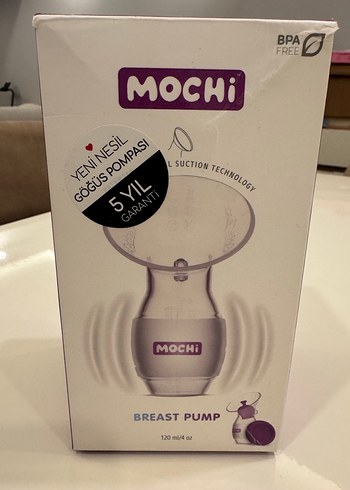 BPA
FREE
MOCHi
YENİ NESİL
GÖĞÜS POMPASI
5 YIL
GARANTİ
L SUCTION TECHNOLOGY
MOCHi
BREAST PUMP
120 ml/4 oz